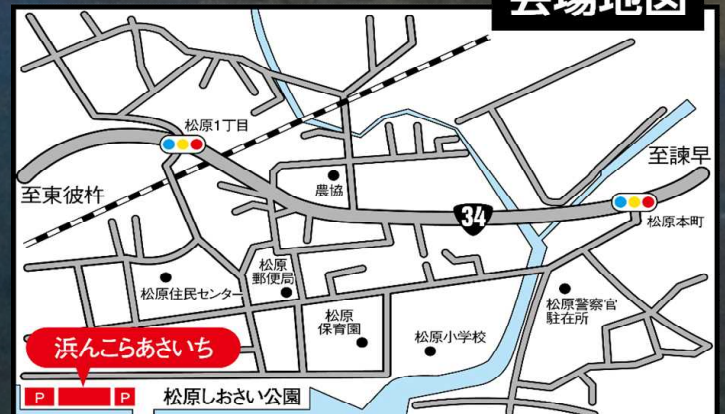 会場地図
松原1丁目
至諫早
至東彼杵
農協
34
松原本町
松原
郵便局
松原住民センター
松原警察官
駐在所
松原
保育園
松原小学校
浜んこらあさいち
P
P
松原しおさい公園